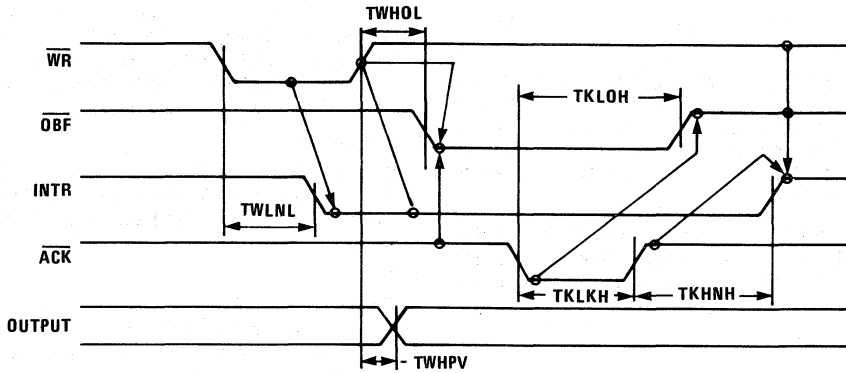 TWHOL
WR
OBF
TKLOH
INTR
TWLNL
ACK
TKLKH
TKHNH
OUTPUT
TWHPV